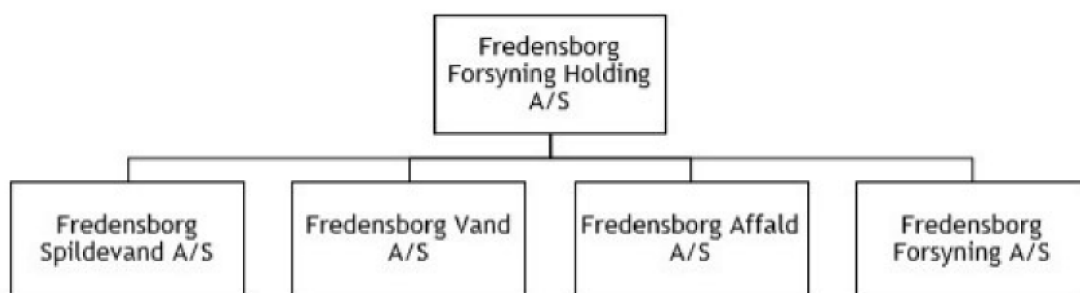 Fredensborg
Forsyning Holding
A/S
Fredensborg
Spildevand A/S
Fredensborg Vand
A/S
Fredensborg Affald
A/S
Fredensborg
Forsyning A/S